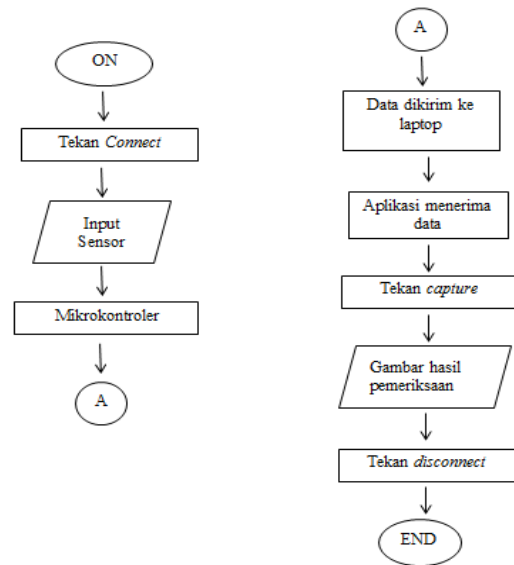 ON
Tekan Connect
Input
Sensor
Mikrokontroler
A
A
Data dikirim ke
laptop
Aplikasi menerima
data
Tekan capture
Gambar hasil
pemeriksaan
Tekan disconnect
END